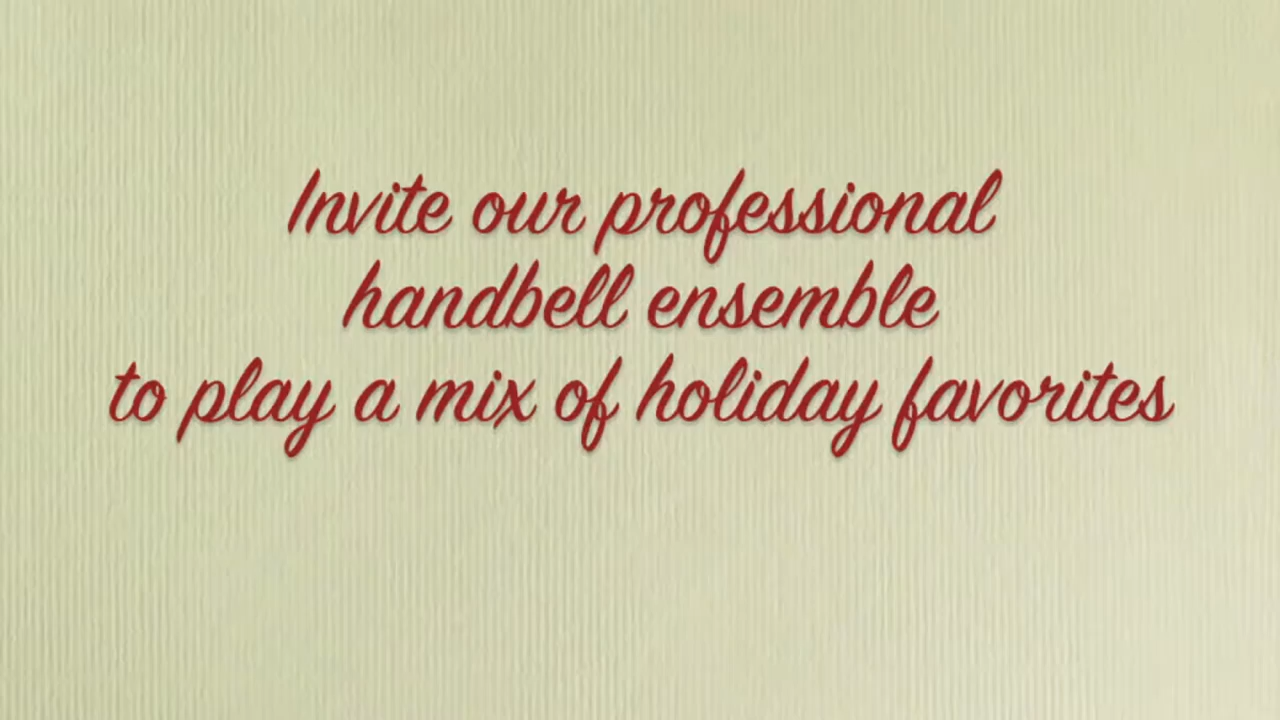 Invite our professional
handbell ensemble
to play a mix of holiday favorites